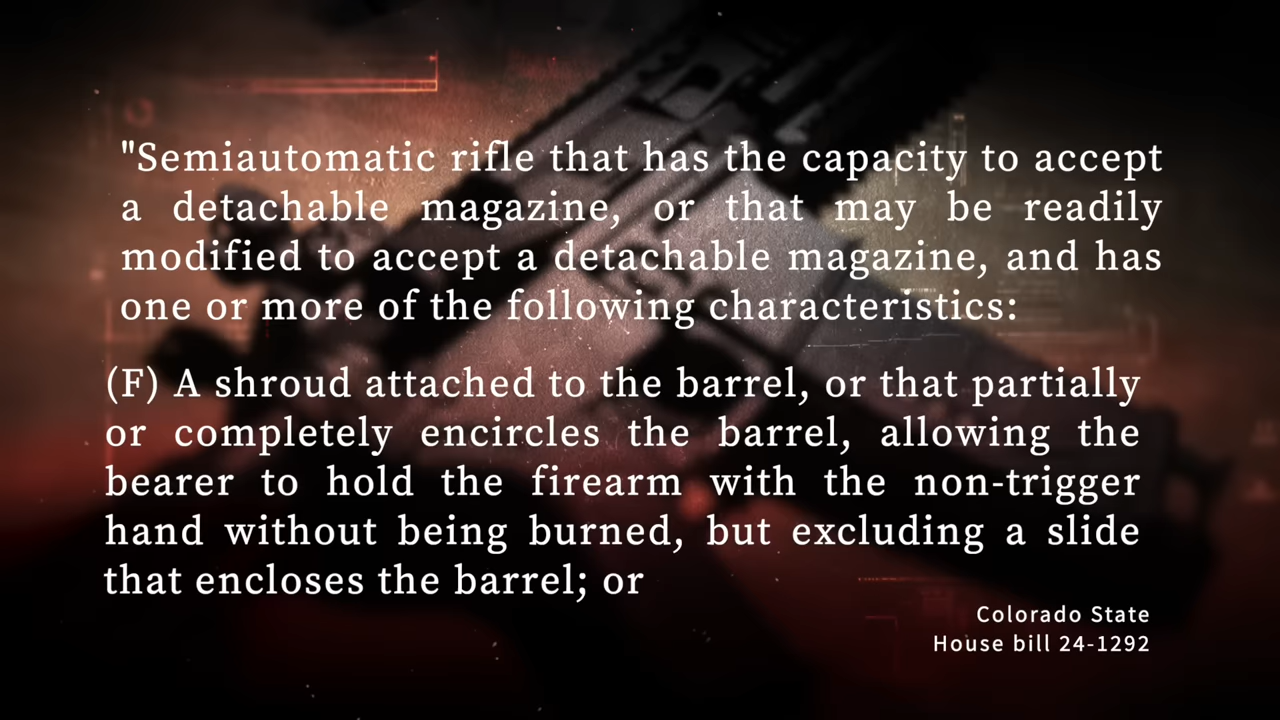 "Semiautomatic rifle that has the capacity to accept
a detachable magazine, or that may be readily
modified to accept a detachable magazine, and has
one or more of the following characteristics:
(F) A shroud attached to the barrel, or that partially
or completely encircles the barrel, allowing the
bearer to hold the firearm with the non-trigger
hand without being burned, but excluding a slide
that encloses the barrel; or
Colorado State
House bill 24-1292